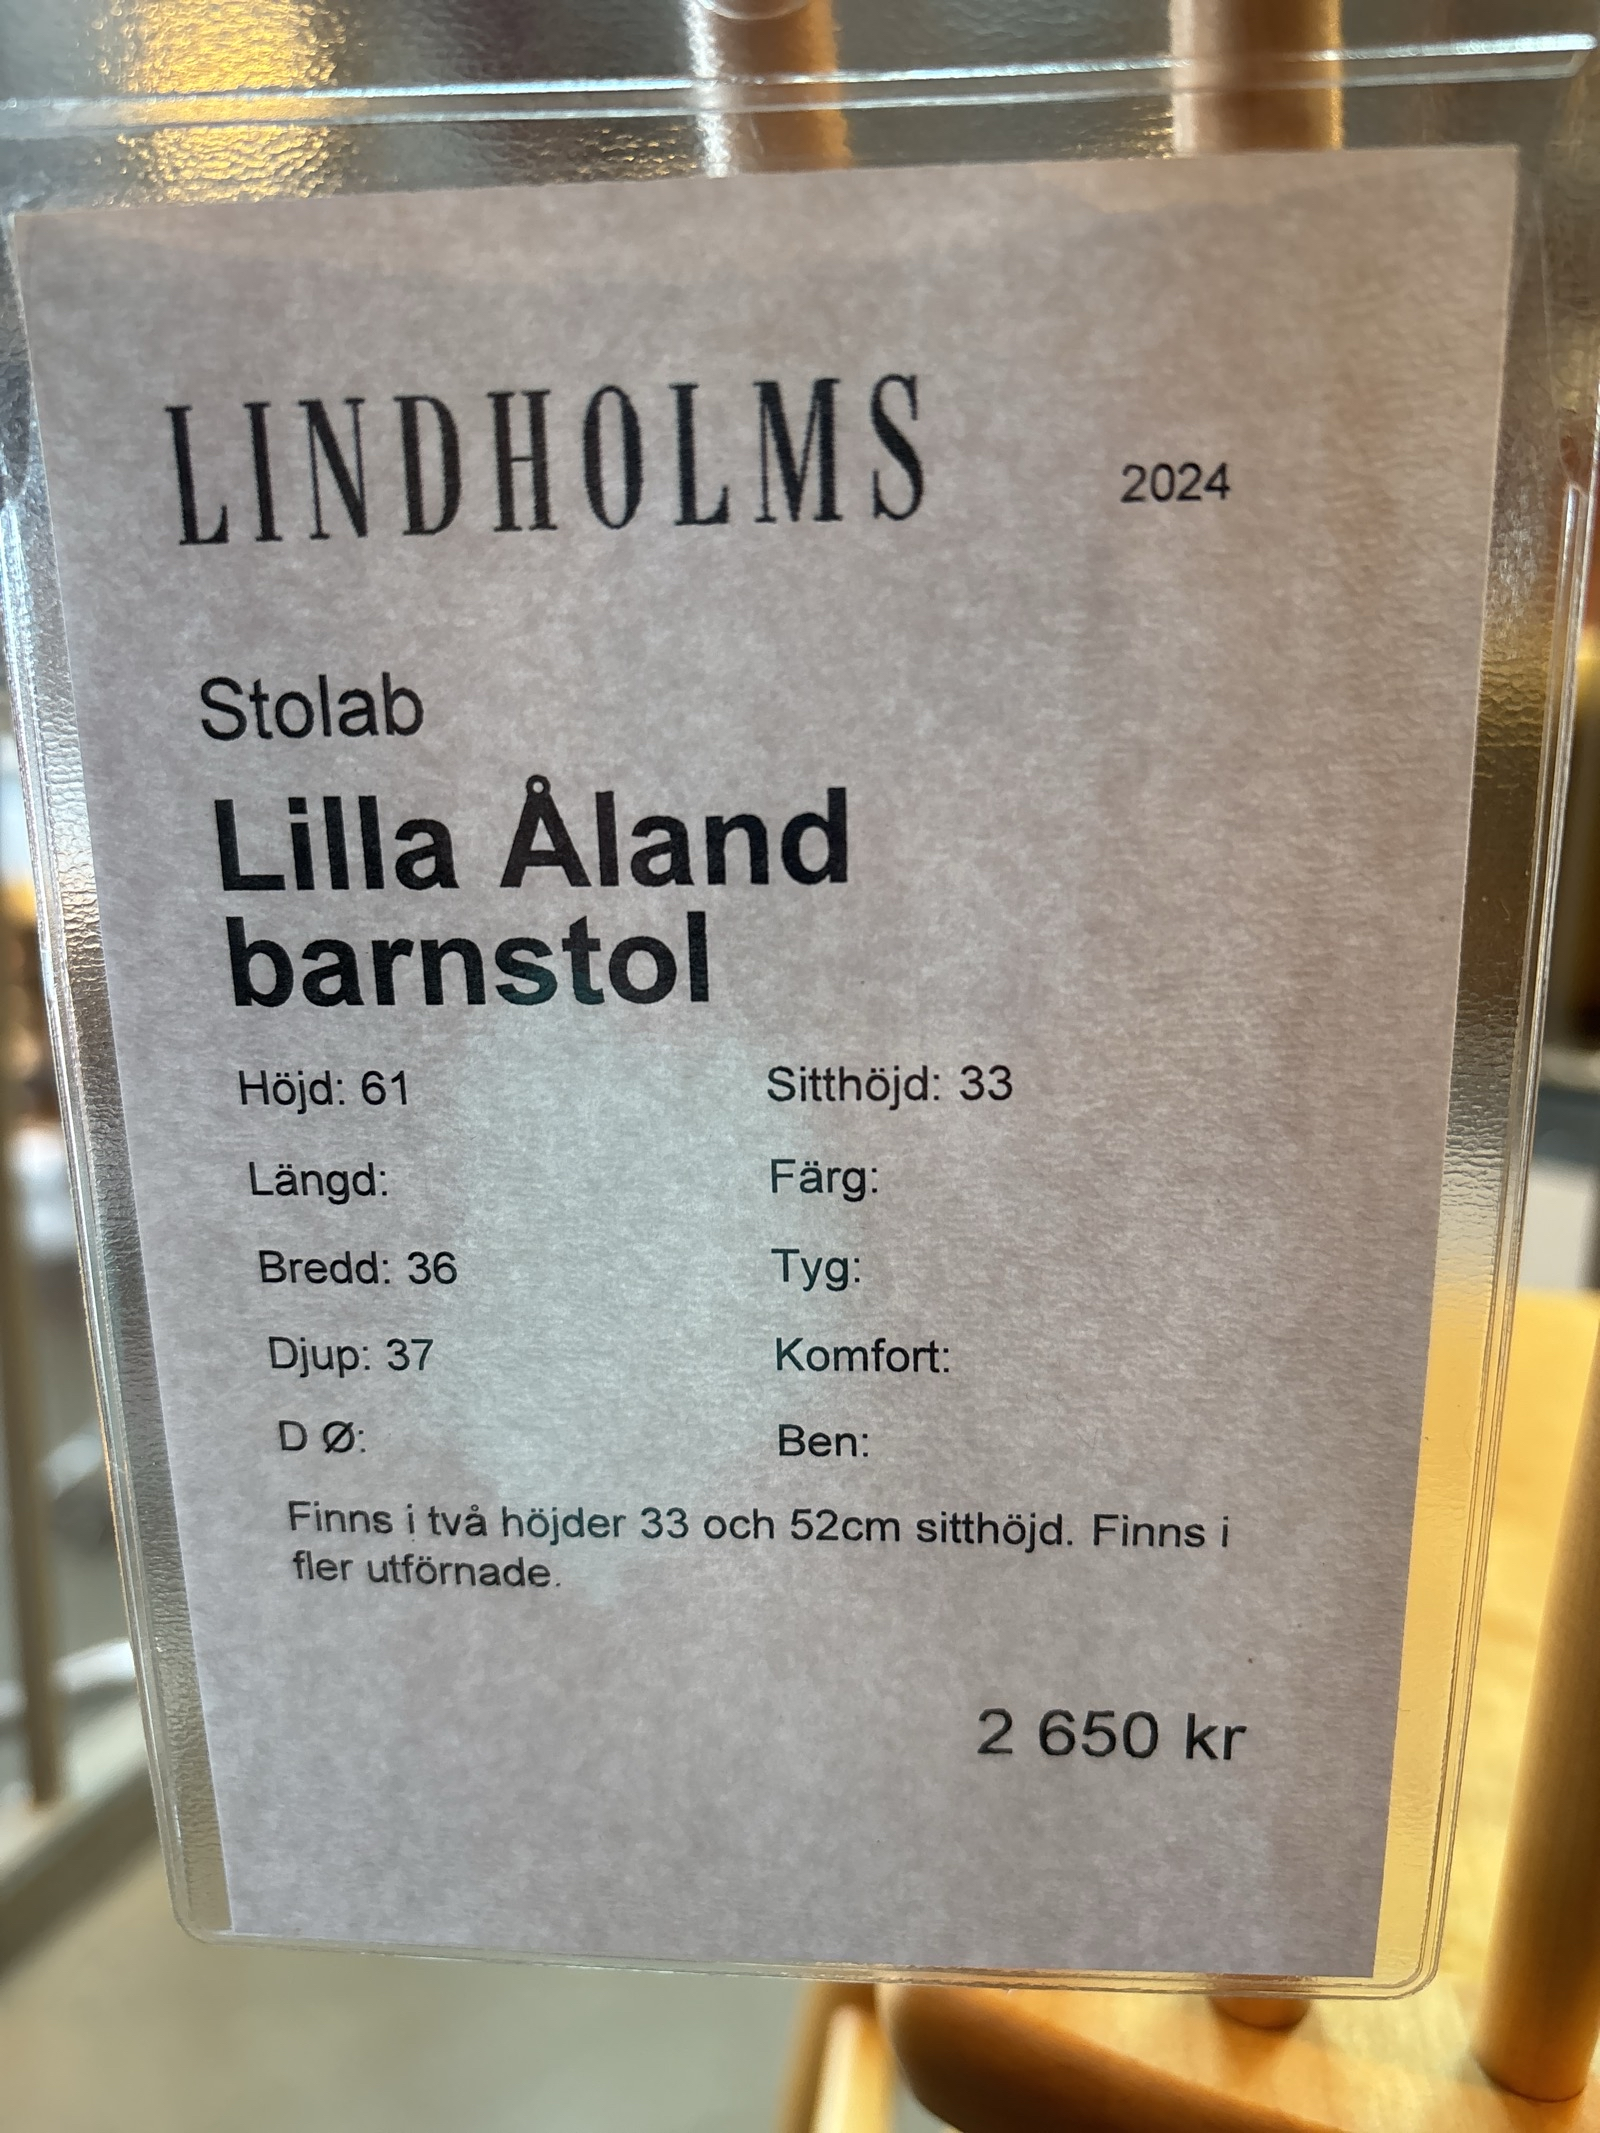 LINDHOLMS 2024
Stolab
Lilla Åland
barnstol
Höjd: 61 Sitthöjd: 33
Längd: Färg:
Bredd: 36 Tyg:
Djup: 37 Komfort:
D Ø: Ben:
Finns i två höjder 33 och 52cm sitthöjd. Finns i
fler utförnade.
2 650 kr